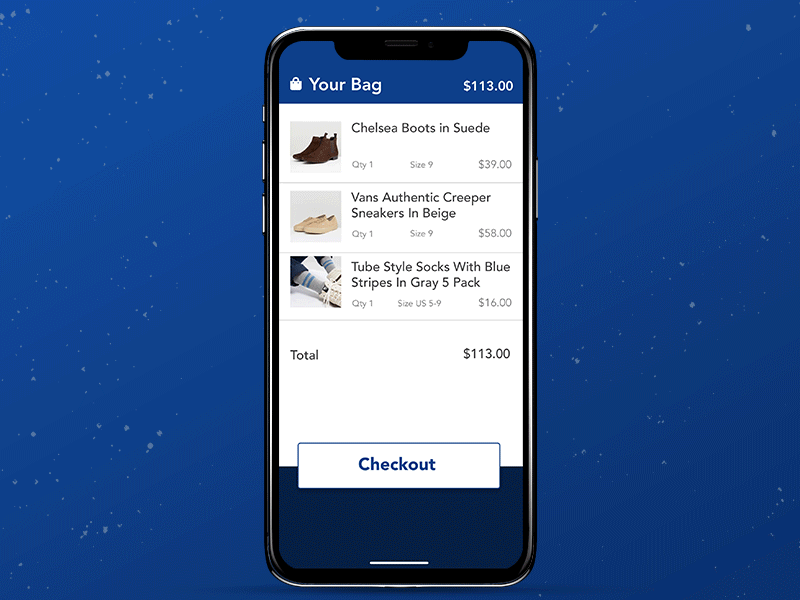 Your Bag $113.00
Chelsea Boots in Suede
Qty 1 Size 9 $39.00
Vans Authentic Creeper
Sneakers In Beige
Qty 1 Size 9 $58.00
Tube Style Socks With Blue
Stripes In Gray 5 Pack
Qty 1 Size US 5-9 $16.00
Total $113.00
Checkout